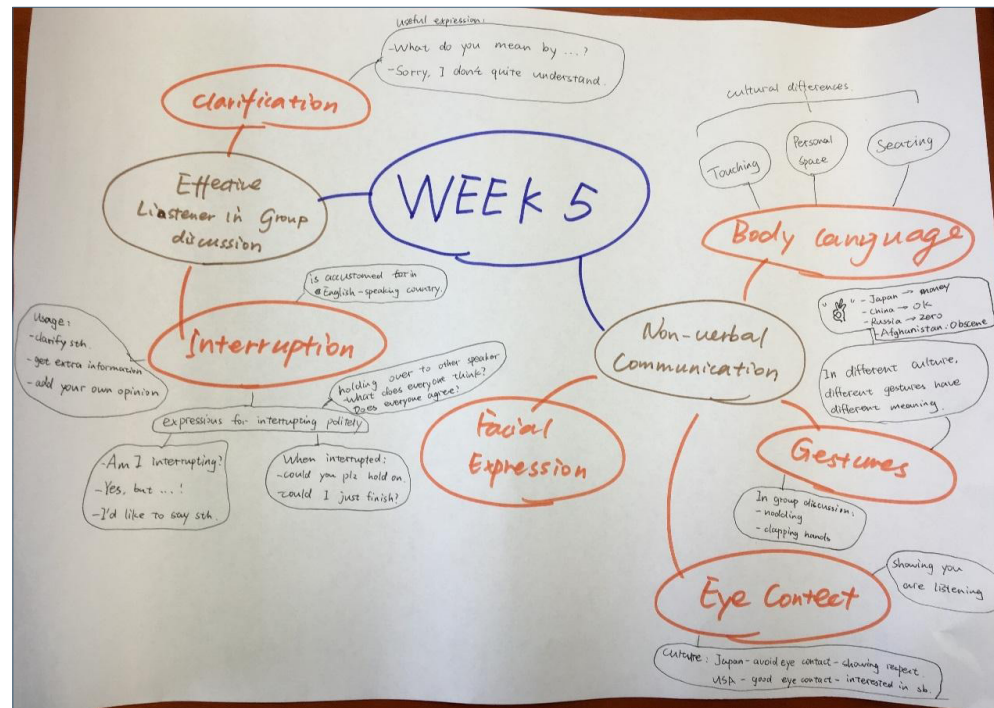 useful expression:
-What do you mean by ...?
-Sorry, I don't quite understand.
Clarification
Effective
Listener in Group
discussion
WEEK 5
cultural differences
Touching
Personal
Space
Seating
Body Language
is accustomed for in
English-speaking country.
Usage:
-clarify sth.
-get extra information
-add your own opinion
Interruption
holding over to other speaker
-what does everyone think?
Does everyone agree?
expressions for interrupting politely
-Am I interrupting?
-Yes, but ...!
-I'd like to say sth.
When interrupted:
-could you plz hold on.
-could I just finish?
Non-verbal
Communication
Facial
Expression
- Japan → money
- China → OK
- Russia → zero
- Afghanistan: Obscene
In different culture,
different gestures have
different meaning.
Gestures
In group discussion:
- nodding
- clapping hands
Eye Contect
showing you
are listening
culture: Japan - avoid eye contact - showing respect
USA - good eye contact - interested in sb.